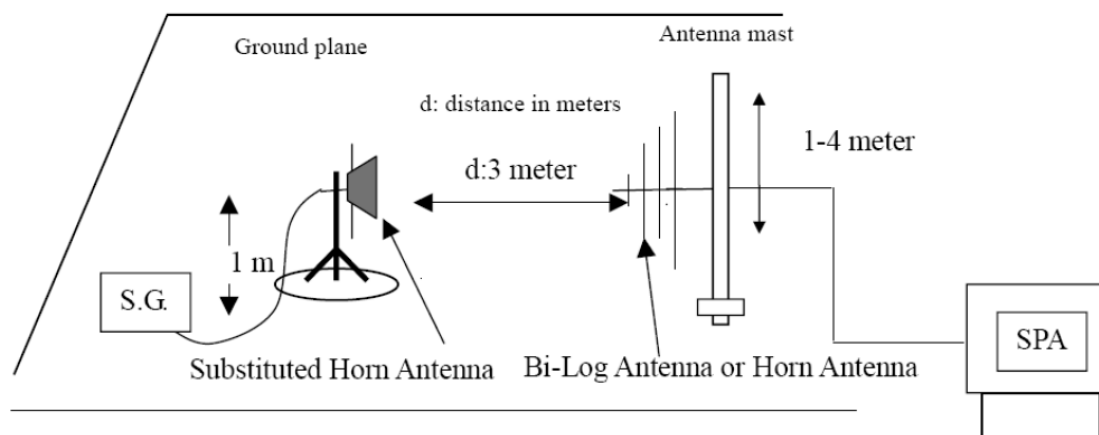 Ground plane
Antenna mast
d: distance in meters
1-4 meter
d:3 meter
1 m
S.G.
SPA
Substituted Horn Antenna
Bi-Log Antenna or Horn Antenna